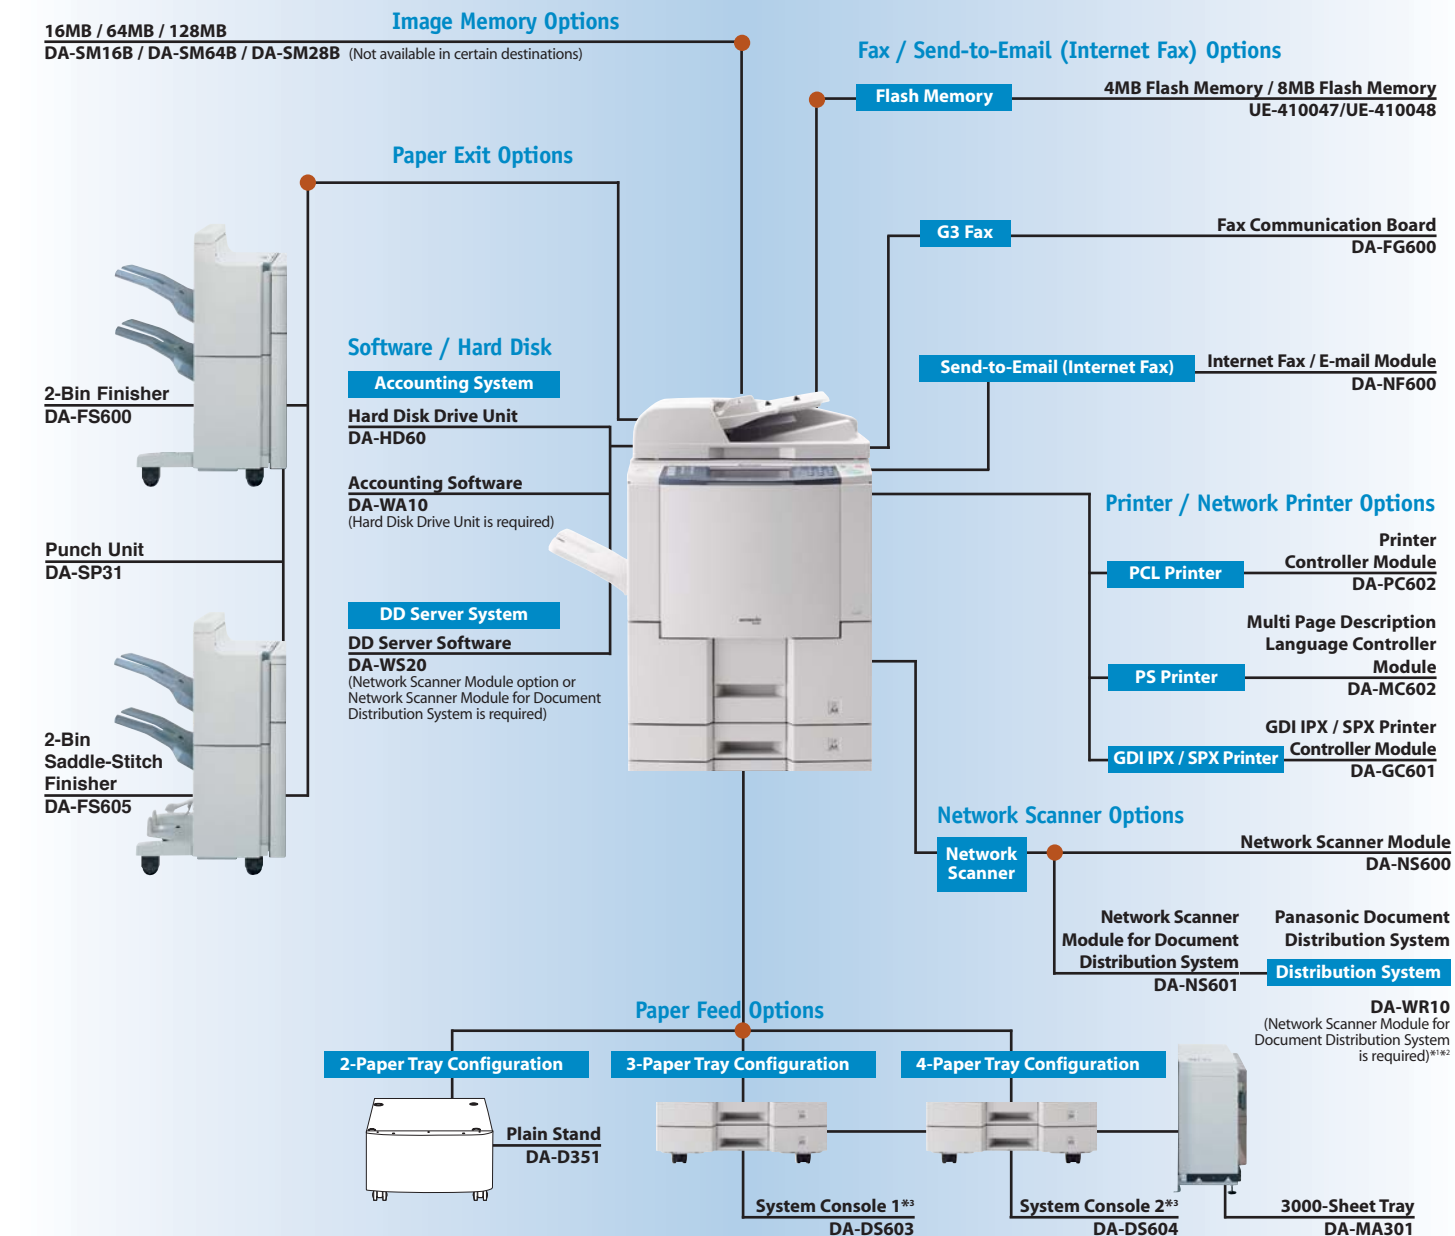 Image Memory Options
16MB / 64MB / 128MB
DA-SM16B / DA-SM64B / DA-SM28B (Not available in certain destinations)
Fax / Send-to-Email (Internet Fax) Options
Flash Memory
4MB Flash Memory / 8MB Flash Memory
UE-410047/UE-410048
Paper Exit Options
G3 Fax
Fax Communication Board
DA-FG600
Send-to-Email (Internet Fax)
Internet Fax / E-mail Module
DA-NF600
2-Bin Finisher
DA-FS600
Punch Unit
DA-SP31
2-Bin
Saddle-Stitch
Finisher
DA-FS605
Software / Hard Disk
Accounting System
Hard Disk Drive Unit
DA-HD60
Accounting Software
DA-WA10
(Hard Disk Drive Unit is required)
DD Server System
DD Server Software
DA-WS20
(Network Scanner Module option or
Network Scanner Module for Document
Distribution System is required)
Printer / Network Printer Options
PCL Printer
Printer
Controller Module
DA-PC602
PS Printer
Multi Page Description
Language Controller
Module
DA-MC602
GDI IPX / SPX Printer
GDI IPX / SPX Printer
Controller Module
DA-GC601
Network Scanner Options
Network
Scanner
Network Scanner Module
DA-NS600
Network Scanner
Module for Document
Distribution System
DA-NS601
Panasonic Document
Distribution System
Distribution System
DA-WR10
(Network Scanner Module for
Document Distribution System
is required)*1*2
Paper Feed Options
2-Paper Tray Configuration
3-Paper Tray Configuration
4-Paper Tray Configuration
Plain Stand
DA-D351
System Console 1*3
DA-DS603
System Console 2*3
DA-DS604
3000-Sheet Tray
DA-MA301